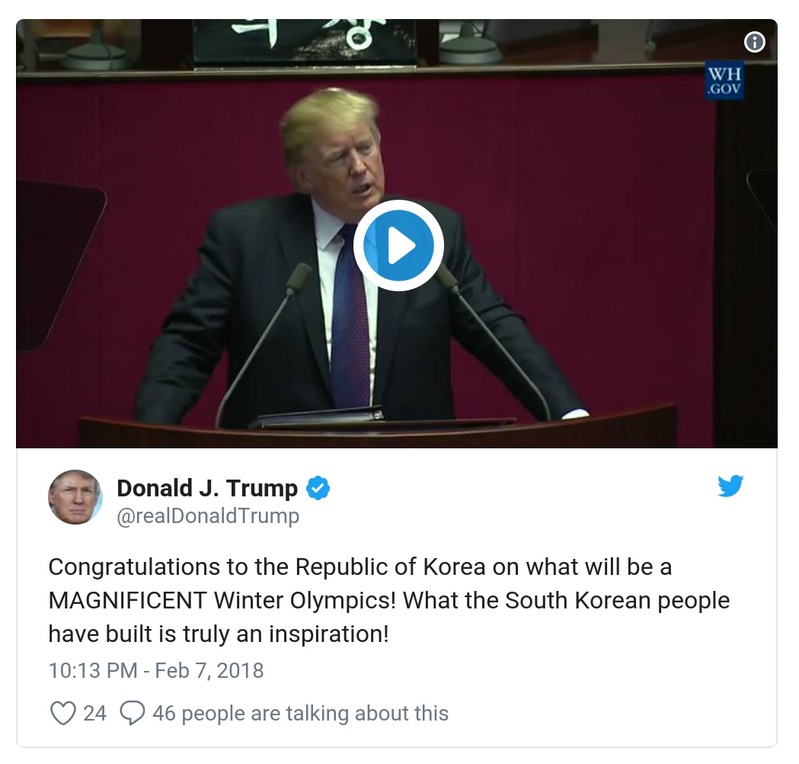 WH
.GOV
Donald J. Trump
@realDonaldTrump
Congratulations to the Republic of Korea on what will be a
MAGNIFICENT Winter Olympics! What the South Korean people
have built is truly an inspiration!
10:13 PM - Feb 7, 2018
24 46 people are talking about this